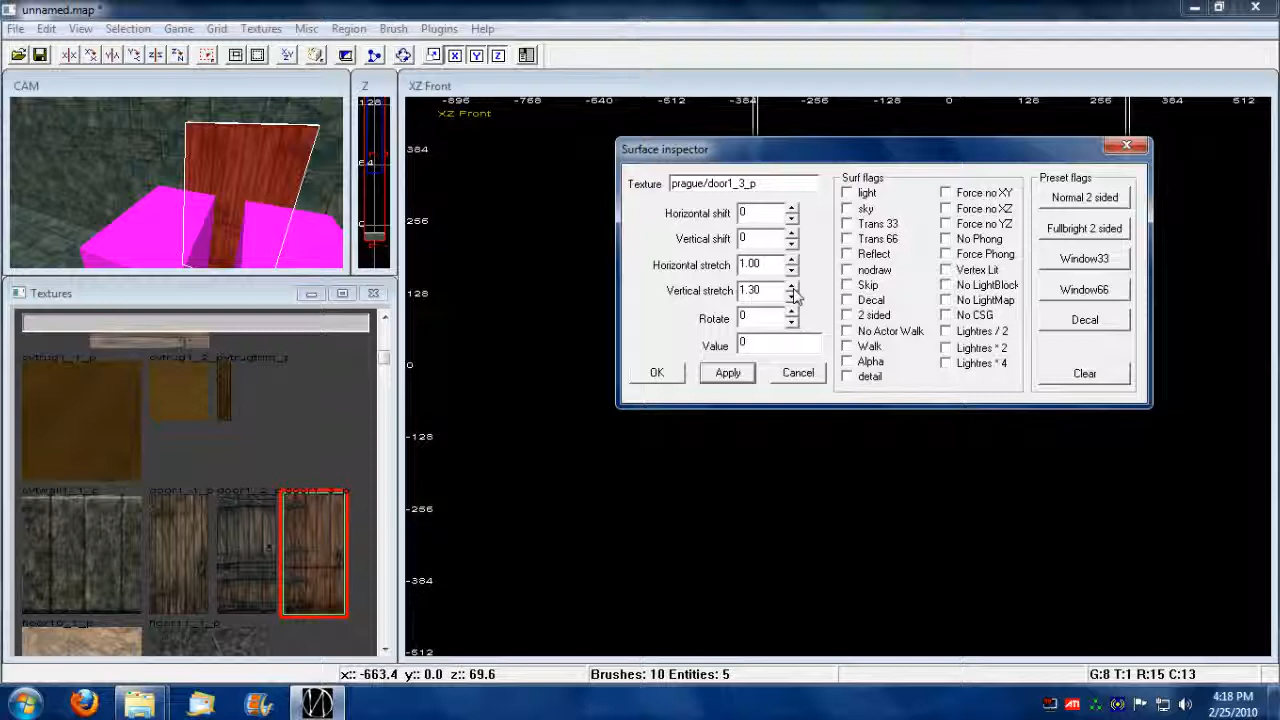 unnamed.map *
File Edit View Selection Game Grid Textures Misc Region Brush Plugins Help
CAM
Z
XZ Front
-896 -768 -640 -512 -384 -256 -128 0 128 256 384 512
XZ Front
384
256
128
0
-128
-256
-384
-512
128
64
0
Surface inspector
Texture prague/door1_3_p
Horizontal shift 0
Vertical shift 0
Horizontal stretch 1.00
Vertical stretch 1.30
Rotate 0
Value 0
OK Apply Cancel
Surf flags
light
sky
Trans 33
Trans 66
Reflect
nodraw
Skip
Decal
2 sided
No Actor Walk
Walk
Alpha
detail
Force no XY
Force no XZ
Force no YZ
No Phong
Force Phong
Vertex Lit
No LightBlock
No LightMap
No CSG
Lightres / 2
Lightres * 2
Lightres * 4
Preset flags
Normal 2 sided
Fullbright 2 sided
Window33
Window66
Decal
Clear
Textures
door1_1_p door1_2_p door1_3_p
x:: -663.4 y:: 0.0 z:: 69.6
Brushes: 10 Entities: 5
G:8 T:1 R:15 C:13
ATI
4:18 PM
2/25/2010